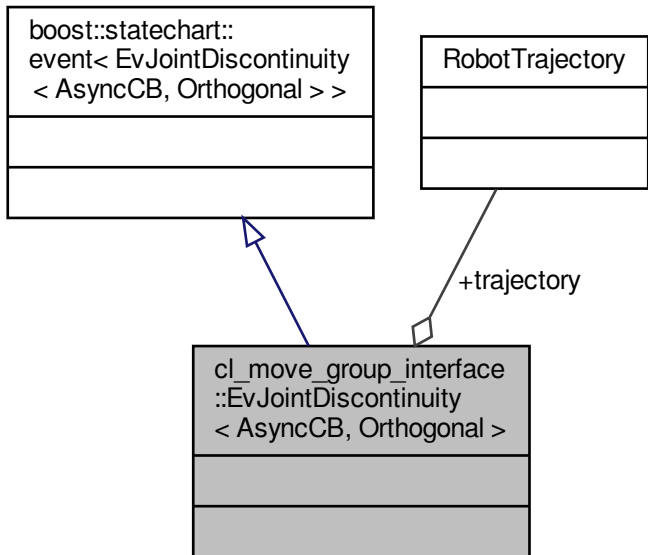 boost::statechart::
event< EvJointDiscontinuity
< AsyncCB, Orthogonal > >
RobotTrajectory
+trajectory
cl_move_group_interface
::EvJointDiscontinuity
< AsyncCB, Orthogonal >